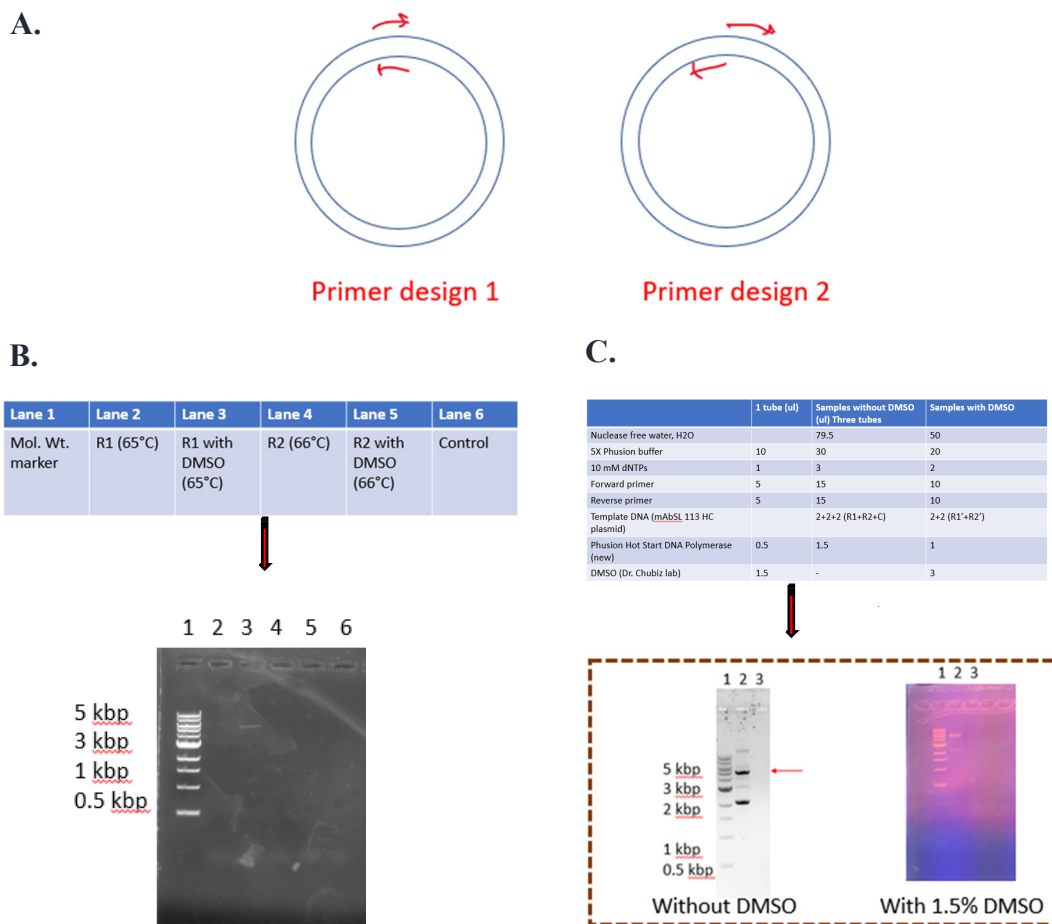 A.
Primer design 1
Primer design 2
B.
Lane 1 Lane 2 Lane 3 Lane 4 Lane 5 Lane 6
Mol. Wt. marker R1 (65°C) R1 with DMSO (65°C) R2 (66°C) R2 with DMSO (66°C) Control
1 2 3 4 5 6
5 kbp
3 kbp
1 kbp
0.5 kbp
C.
1 tube (ul) Samples without DMSO (ul) Three tubes Samples with DMSO
Nuclease free water, H2O 79.5 50
5X Phusion buffer 10 30 20
10 mM dNTPs 1 3 2
Forward primer 5 15 10
Reverse primer 5 15 10
Template DNA (mAbSL 113 HC plasmid) 2+2+2 (R1+R2+C) 2+2 (R1'+R2')
Phusion Hot Start DNA Polymerase (new) 0.5 1.5 1
DMSO (Dr. Chubiz lab) 1.5 - 3
1 2 3
5 kbp
3 kbp
2 kbp
1 kbp
0.5 kbp
Without DMSO
1 2 3
With 1.5% DMSO